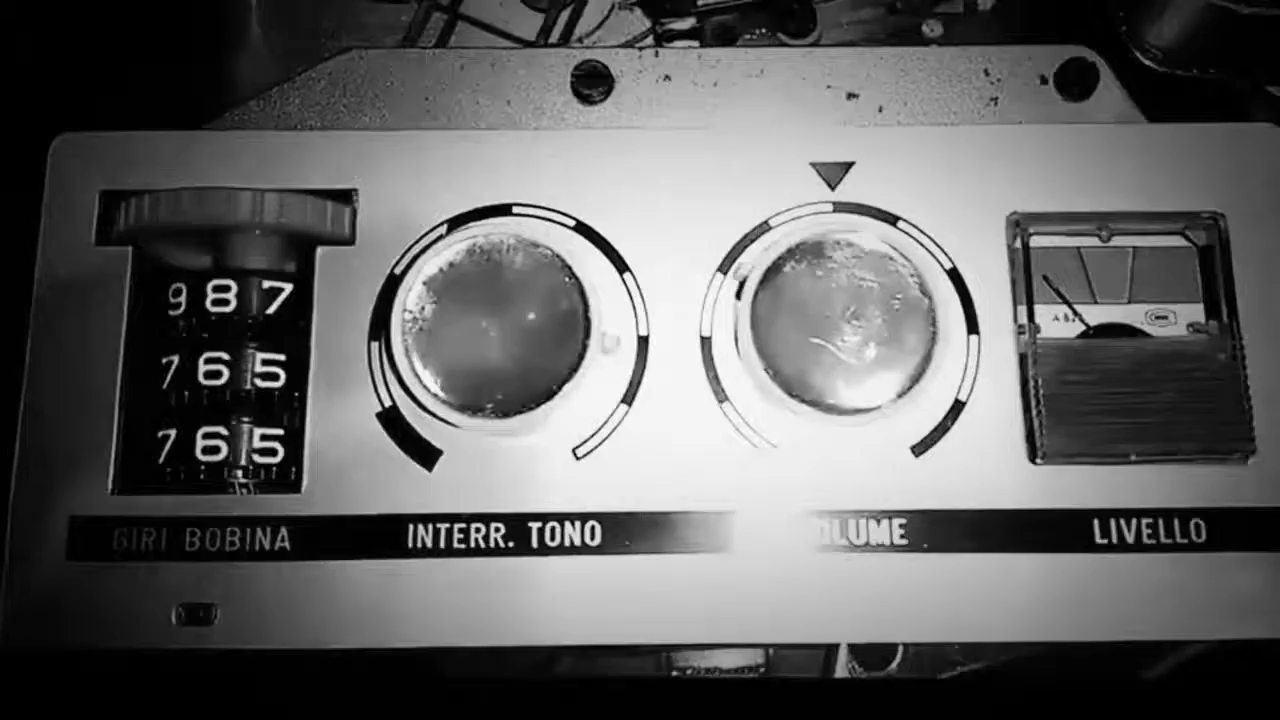 987
765
765
GIRI BOBINA
INTERR. TONO
LIVELLO